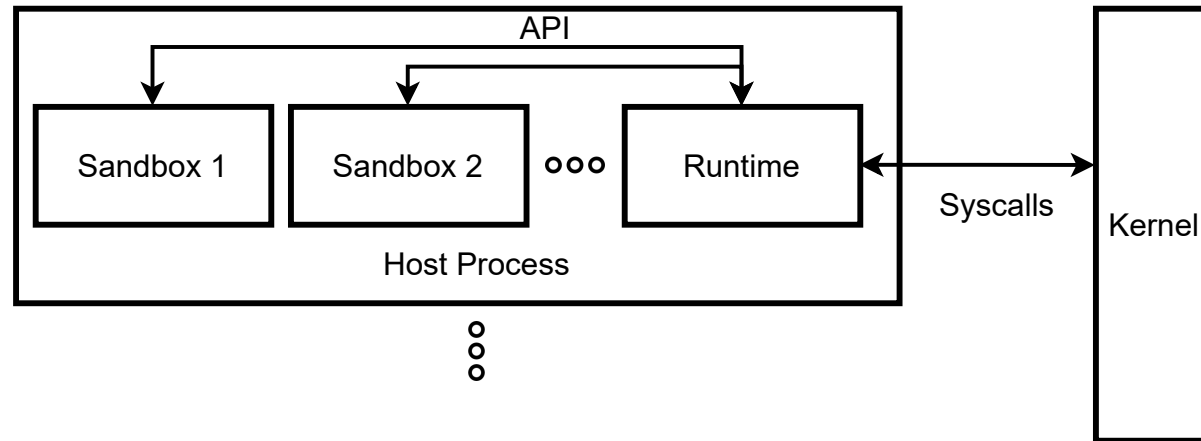 API
Sandbox 1
Sandbox 2
Runtime
Syscalls
Kernel
Host Process